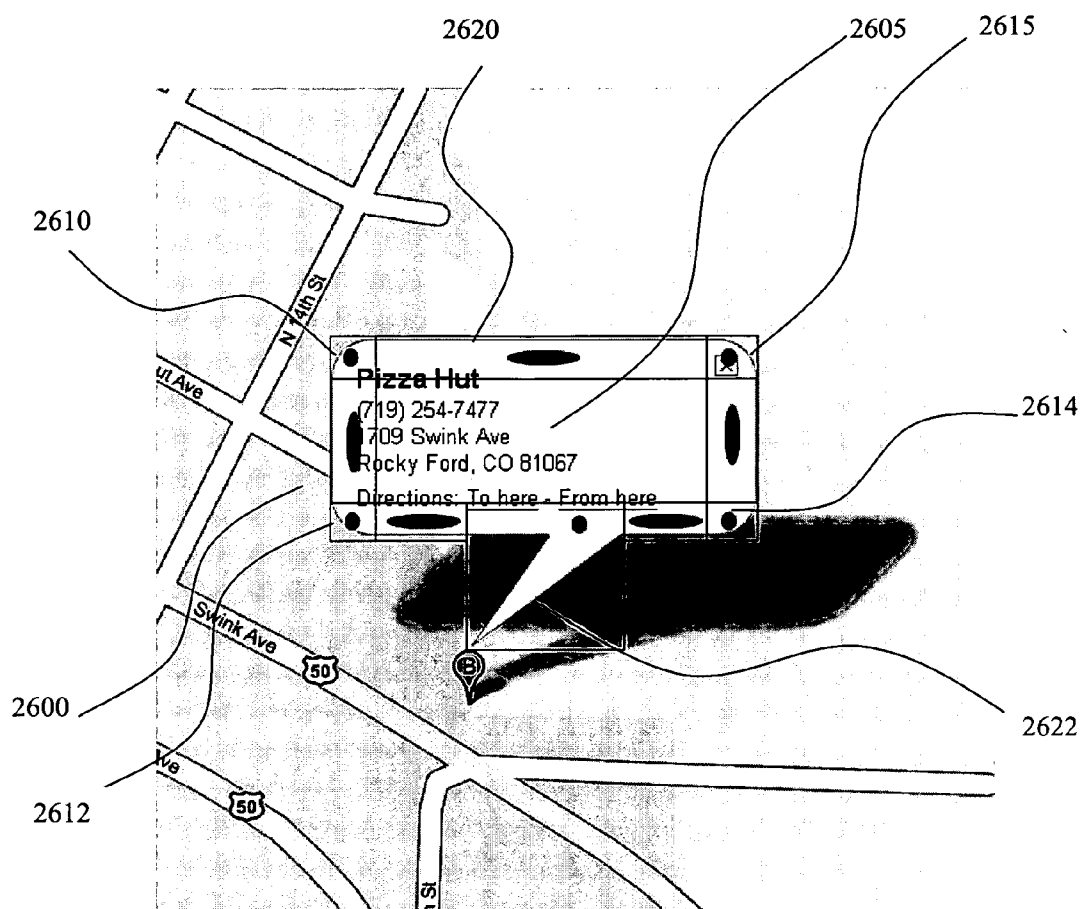 2620
2605
2615
2610
N 14th St
ut Ave
Pizza Hut
(719) 254-7477
1709 Swink Ave
Rocky Ford, CO 81067
Directions: To here - From here
2614
Swink Ave
50
B
2600
2622
ve
50
2612
St